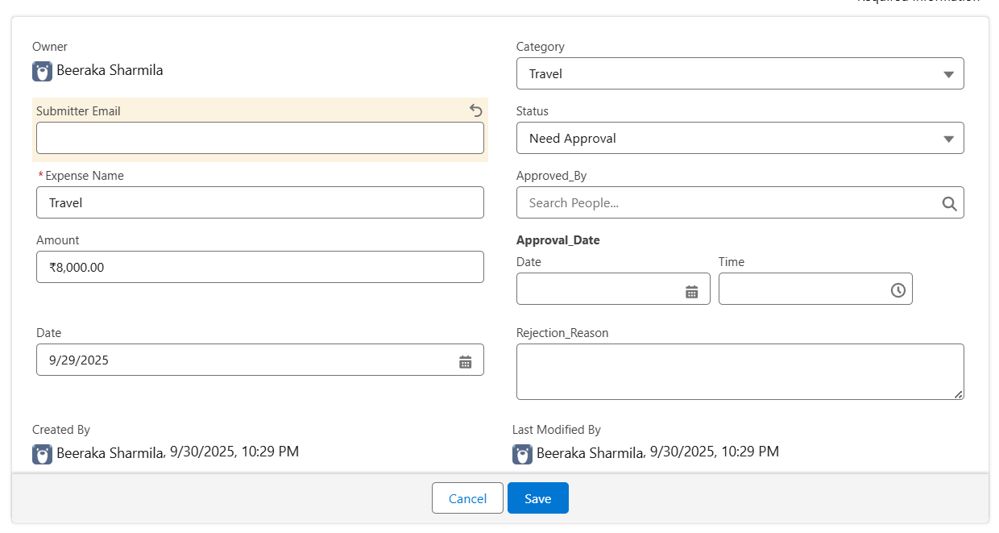 Required Information
Owner
Beeraka Sharmila
Category
Travel
Submitter Email
Status
Need Approval
*Expense Name
Travel
Approved_By
Search People...
Amount
₹8,000.00
Approval_Date
Date
Time
Date
9/29/2025
Rejection_Reason
Created By
Beeraka Sharmila, 9/30/2025, 10:29 PM
Last Modified By
Beeraka Sharmila, 9/30/2025, 10:29 PM
Cancel
Save